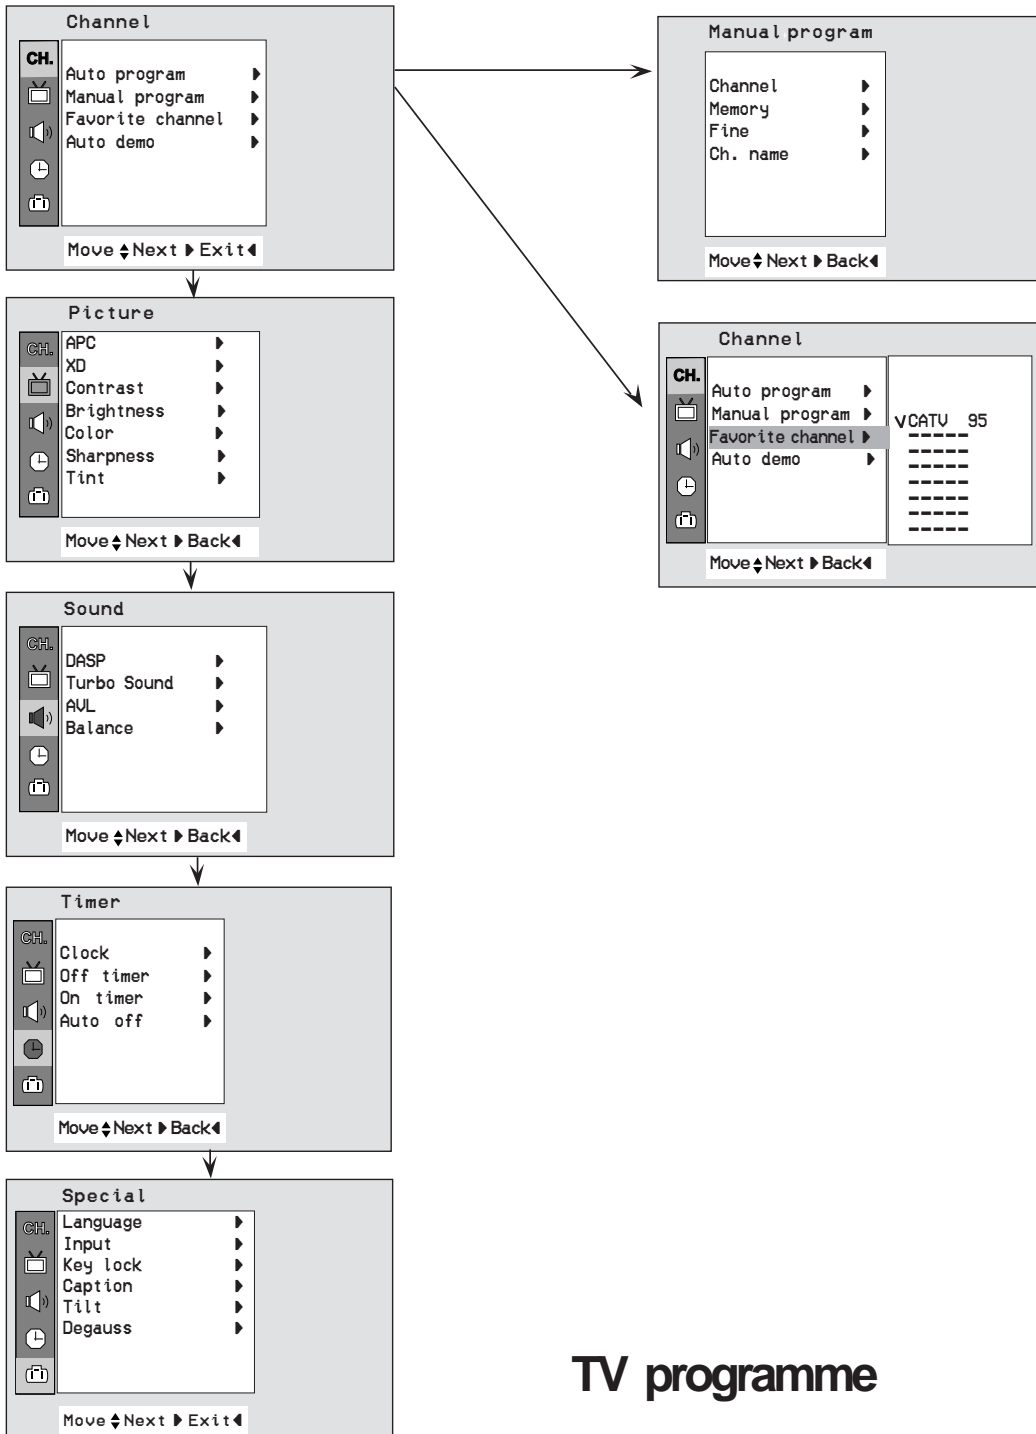 Channel
CH.
Auto program
Manual program
Favorite channel
Auto demo
Move Next Exit
Picture
CH.
APC
XD
Contrast
Brightness
Color
Sharpness
Tint
Move Next Back
Sound
CH.
DASP
Turbo Sound
AVL
Balance
Move Next Back
Timer
CH.
Clock
Off timer
On timer
Auto off
Move Next Back
Special
CH.
Language
Input
Key lock
Caption
Tilt
Degauss
Move Next Exit
Manual program
Channel
Memory
Fine
Ch. name
Move Next Back
Channel
CH.
Auto program
Manual program
Favorite channel
Auto demo
CATV 95
-----
-----
-----
-----
-----
-----
-----
Move Next Back
TV programme